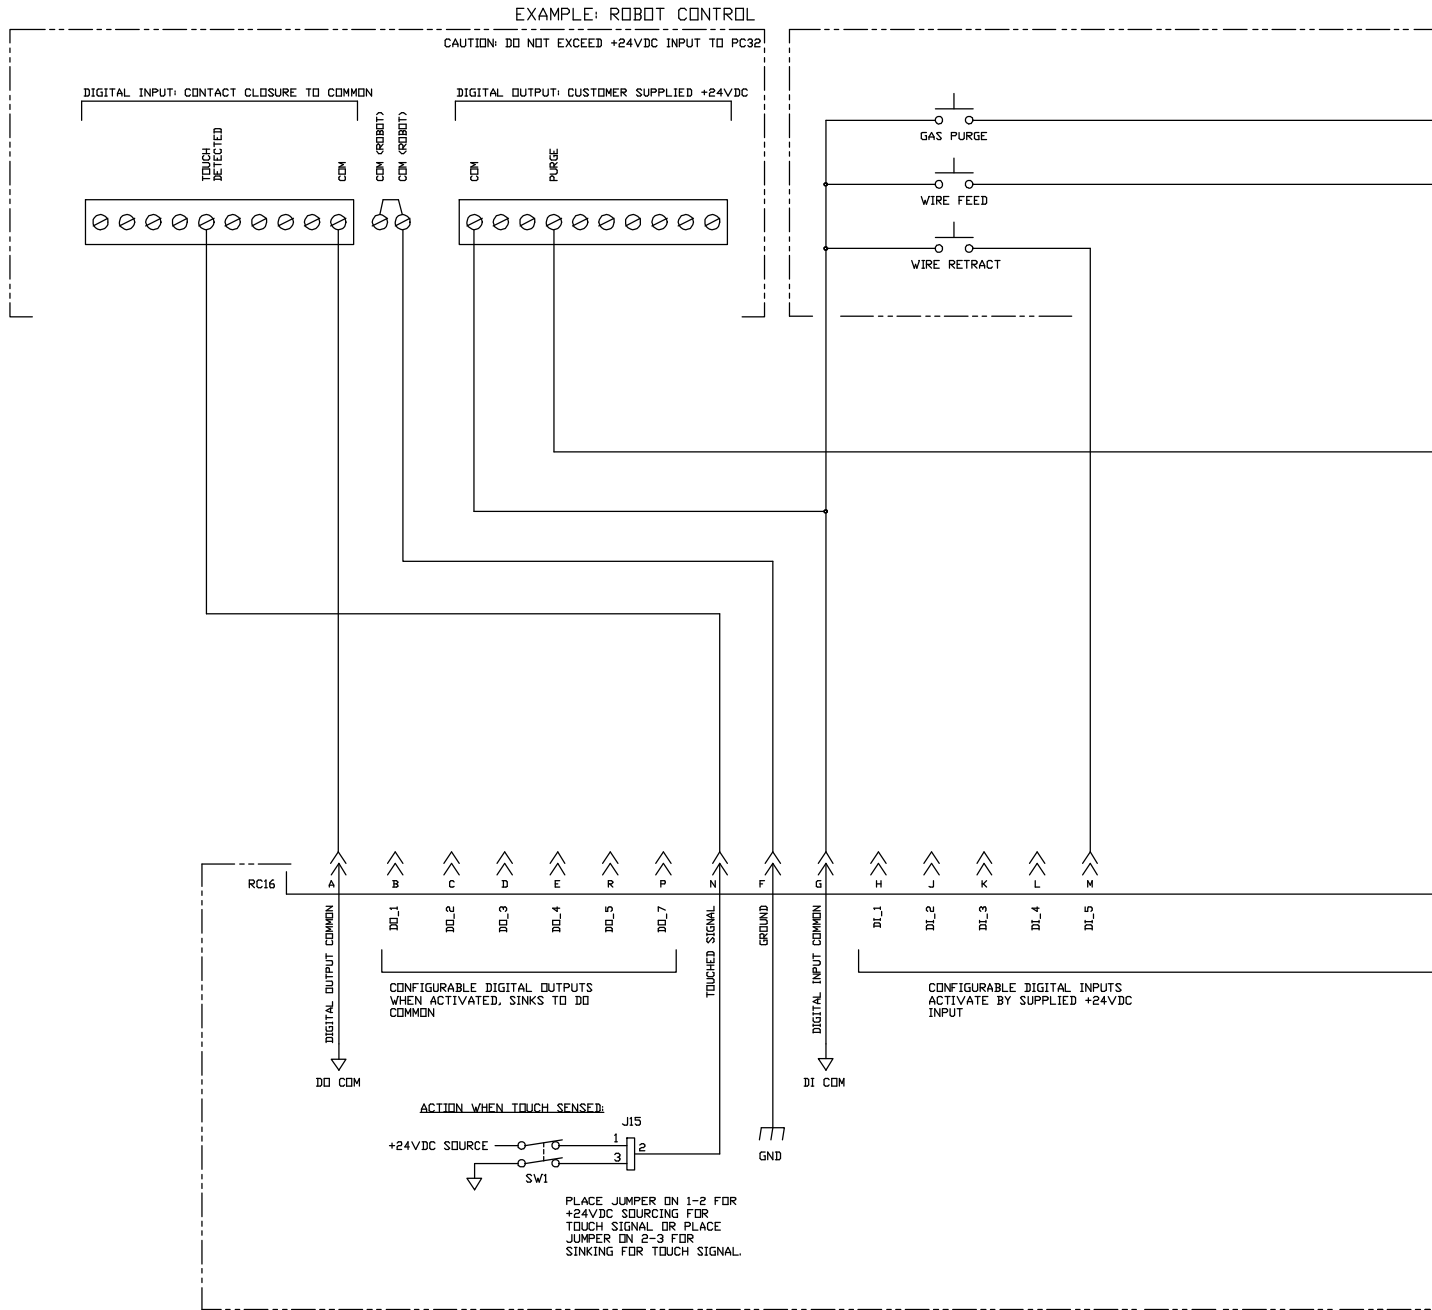 EXAMPLE: ROBOT CONTROL
CAUTION: DO NOT EXCEED +24VDC INPUT TO PC32
DIGITAL INPUT: CONTACT CLOSURE TO COMMON
DIGITAL OUTPUT: CUSTOMER SUPPLIED +24VDC
TOUCH
DETECTED
COM
COM (ROBOT)
COM (ROBOT)
COM
PURGE
GAS PURGE
WIRE FEED
WIRE RETRACT
RC16
A
B
C
D
E
R
P
N
F
G
H
J
K
L
M
DIGITAL OUTPUT COMMON
DO_1
DO_2
DO_3
DO_4
DO_5
DO_7
TOUCHED SIGNAL
GROUND
DIGITAL INPUT COMMON
DI_1
DI_2
DI_3
DI_4
DI_5
CONFIGURABLE DIGITAL OUTPUTS
WHEN ACTIVATED, SINKS TO DO
COMMON
CONFIGURABLE DIGITAL INPUTS
ACTIVATE BY SUPPLIED +24VDC
INPUT
DO COM
DI COM
ACTION WHEN TOUCH SENSED:
J15
+24VDC SOURCE
1
2
3
SW1
GND
PLACE JUMPER ON 1-2 FOR
+24VDC SOURCING FOR
TOUCH SIGNAL OR PLACE
JUMPER ON 2-3 FOR
SINKING FOR TOUCH SIGNAL.